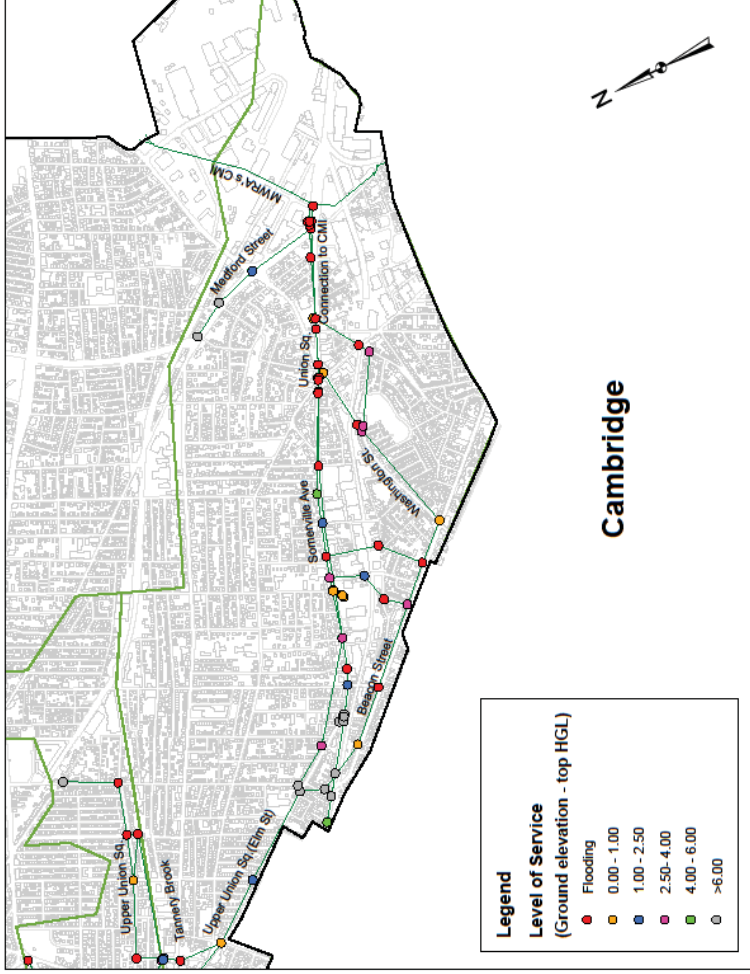 MWRA's CMI
Medford Street
Connection to CMI
Union Sq.
Washington St.
Somerville Ave
Beacon Street
Upper Union Sq.(Elm St)
Upper Union Sq.
Tannery Brook
N
Cambridge
Legend
Level of Service
(Ground elevation - top HGL)
Flooding
0.00 - 1.00
1.00 - 2.50
2.50- 4.00
4.00 - 6.00
>6.00